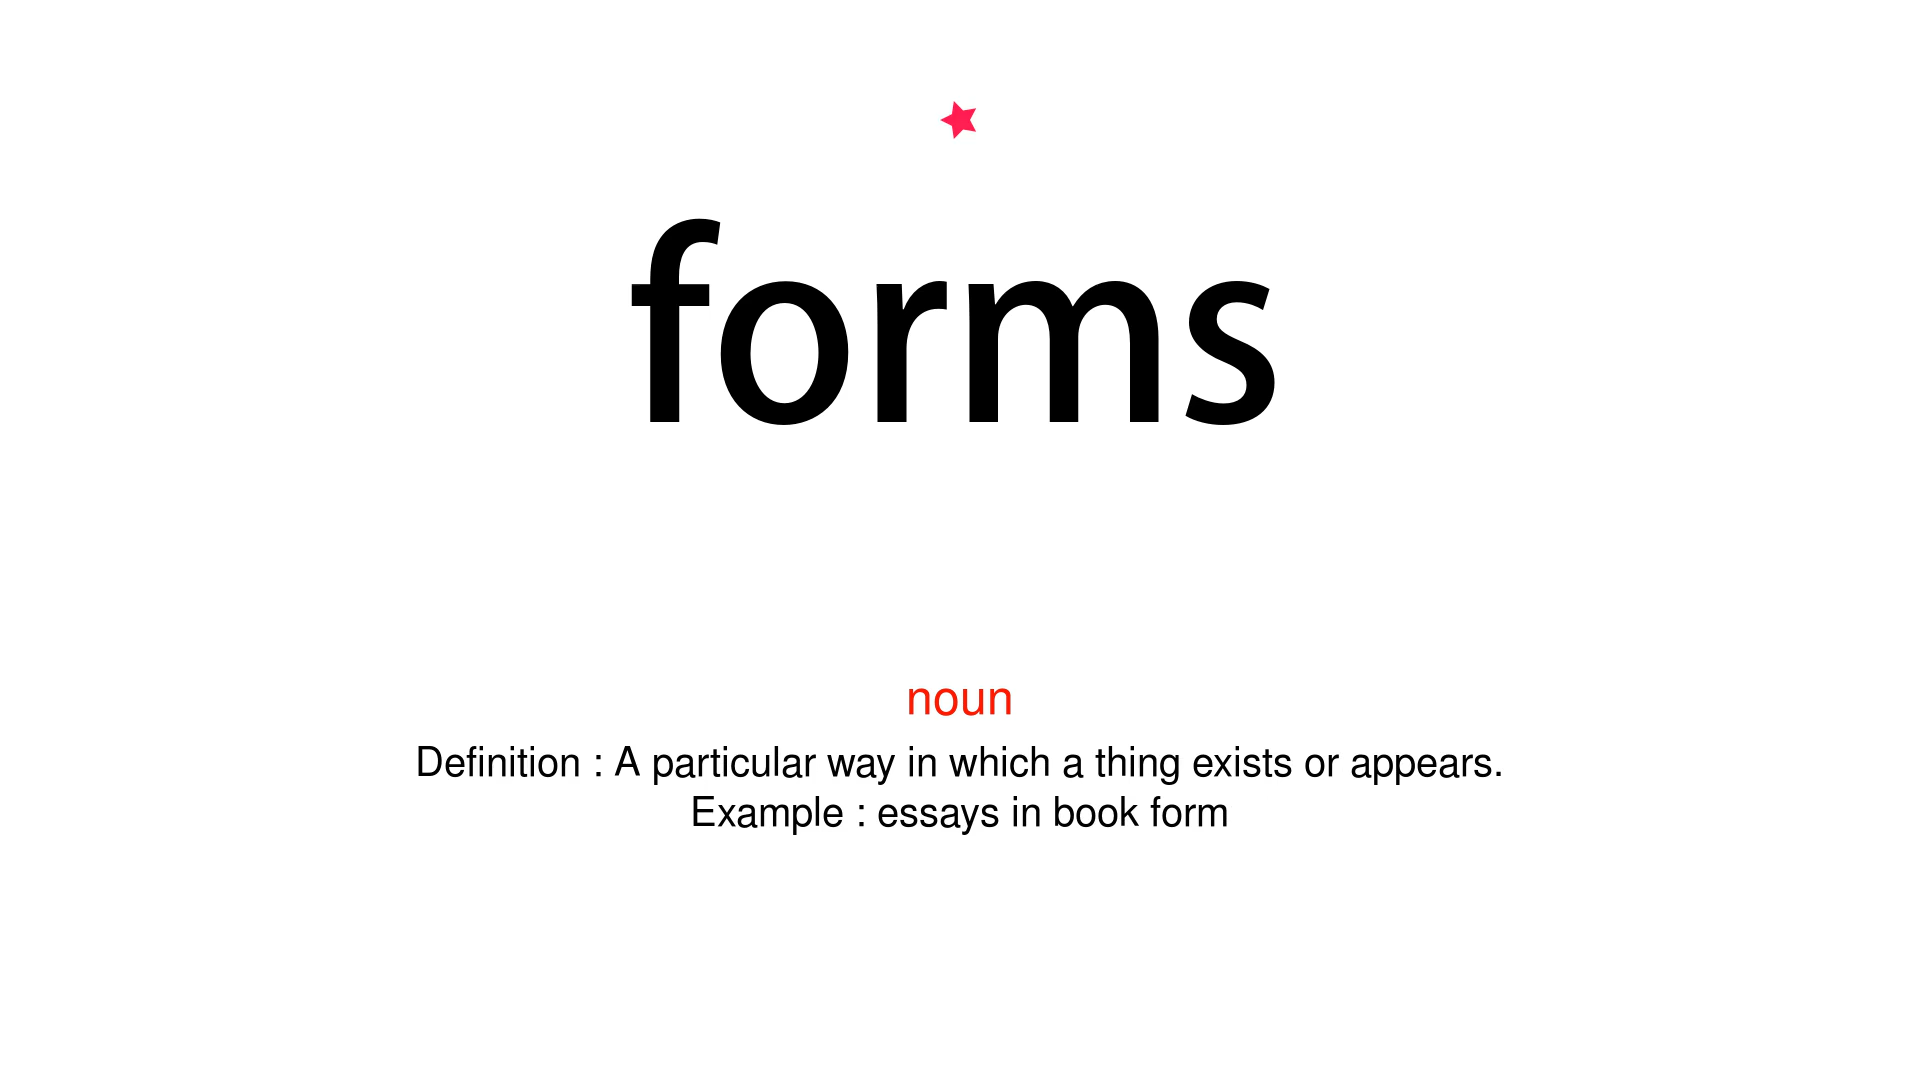 forms
noun
Definition : A particular way in which a thing exists or appears.
Example : essays in book form